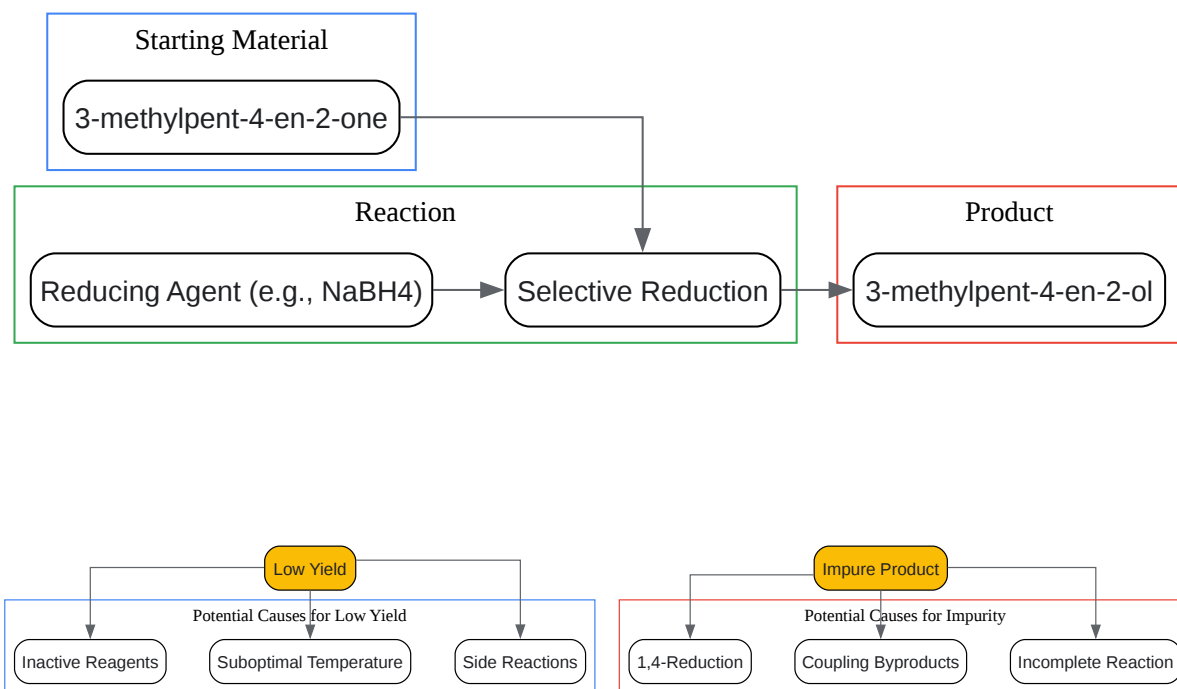 Starting Material
3-methylpent-4-en-2-one
Reaction
Product
Reducing Agent (e.g., NaBH4)
Selective Reduction
3-methylpent-4-en-2-ol
Low Yield
Impure Product
Potential Causes for Low Yield
Potential Causes for Impurity
Inactive Reagents
Suboptimal Temperature
Side Reactions
1,4-Reduction
Coupling Byproducts
Incomplete Reaction